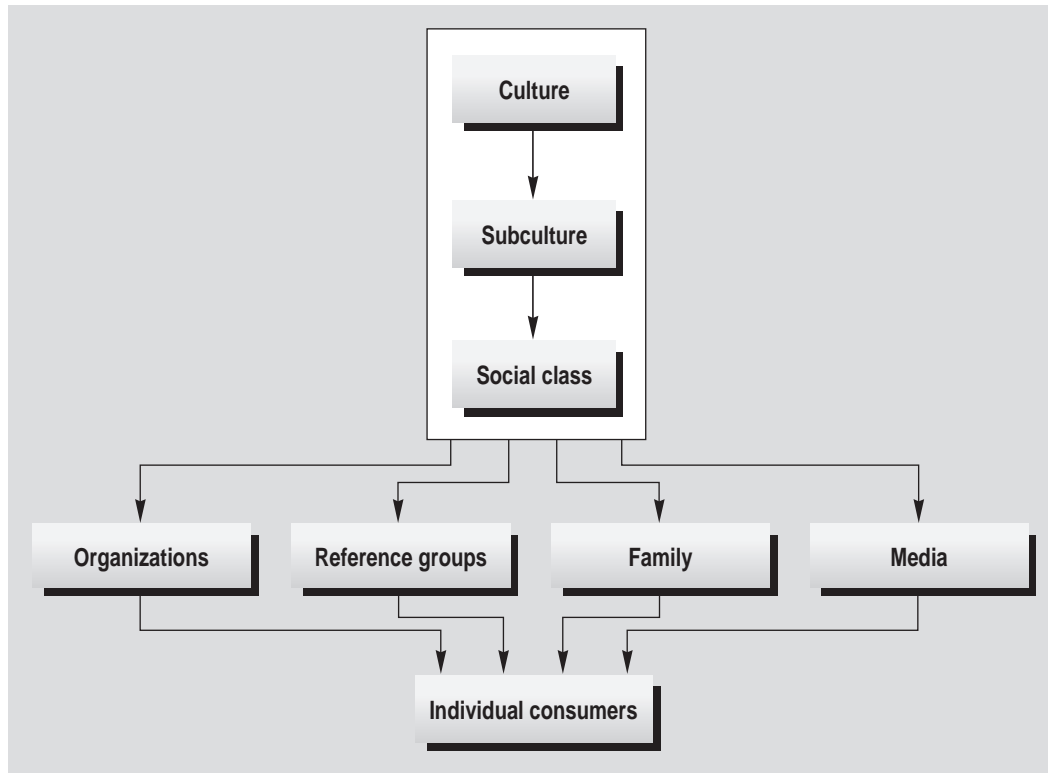 Culture
Subculture
Social class
Organizations
Reference groups
Family
Media
Individual consumers